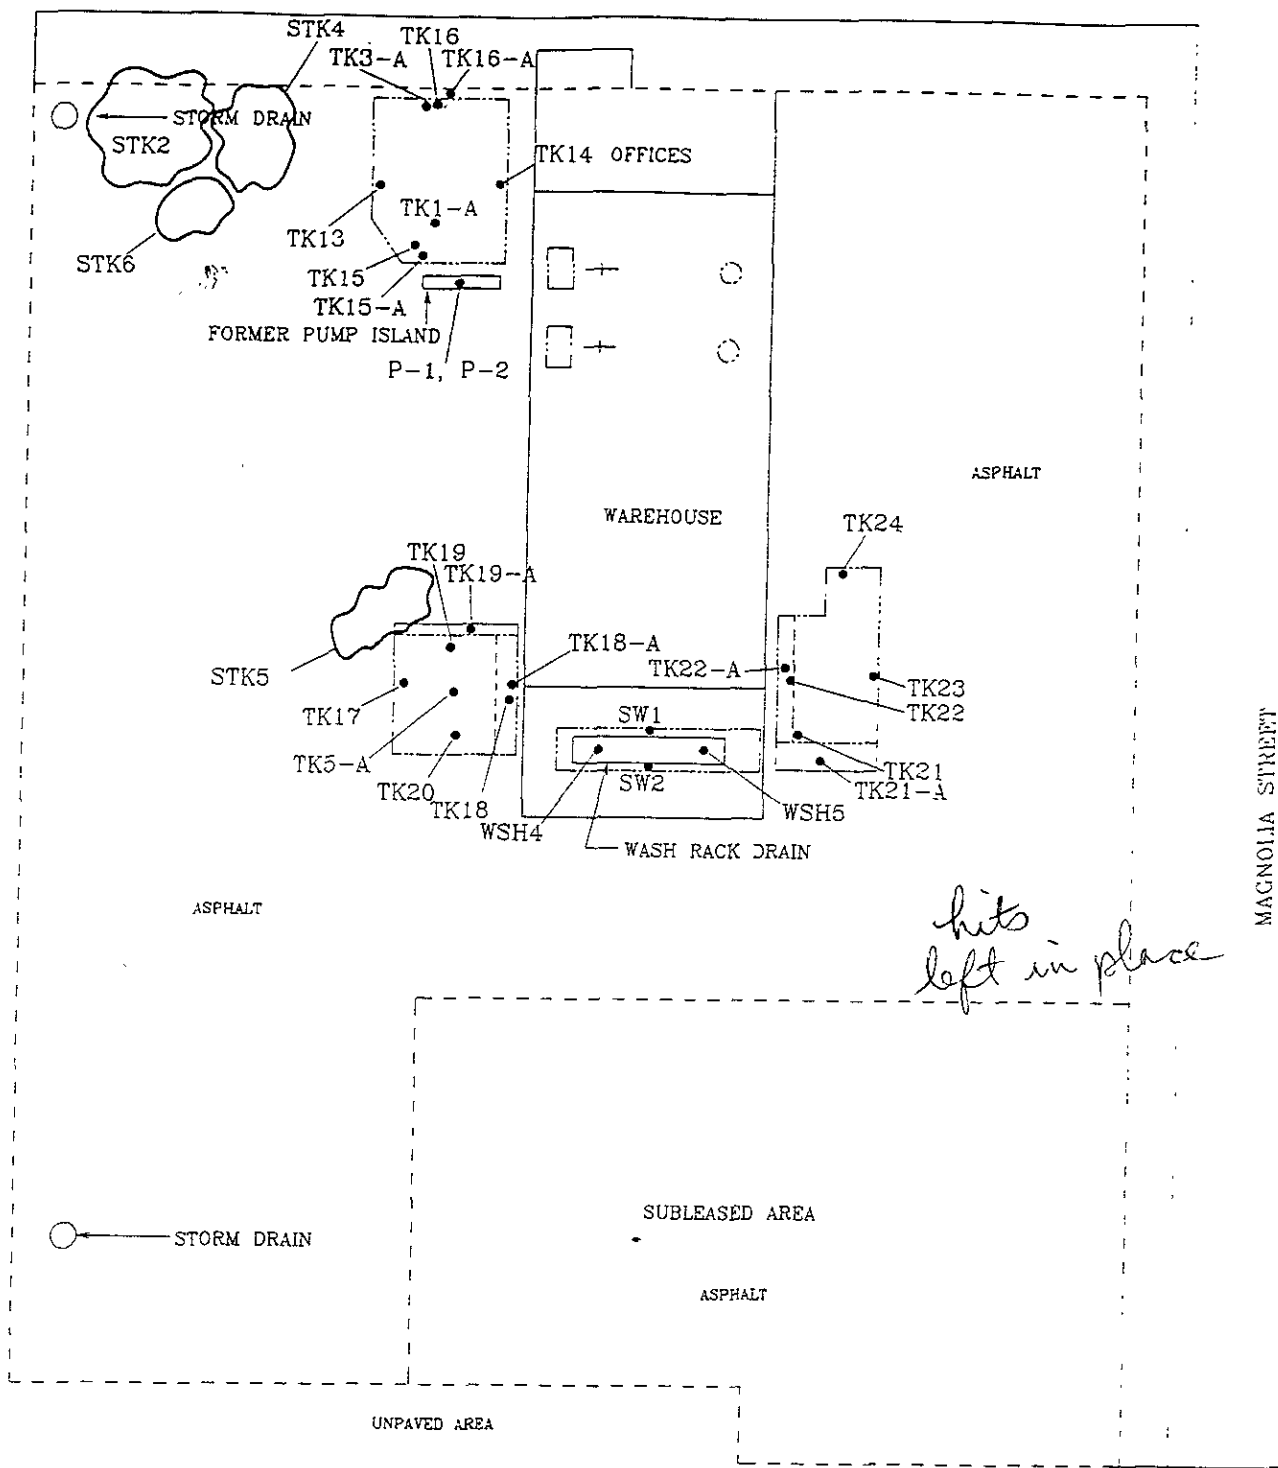 STK4
TK16
TK3-A
TK16-A
STORM DRAIN
STK2
TK14 OFFICES
TK1-A
TK13
STK6
TK15
TK15-A
FORMER PUMP ISLAND
P-1, P-2
ASPHALT
WAREHOUSE
TK24
TK19
TK19-A
TK18-A
TK22-A
STK5
TK23
TK22
TK17
SW1
TK5-A
TK21
SW2
TK21-A
TK20
TK18
WSH4
WSH5
WASH RACK DRAIN
MAGNOLIA STREET
ASPHALT
hits
left in place
SUBLEASED AREA
STORM DRAIN
ASPHALT
UNPAVED AREA